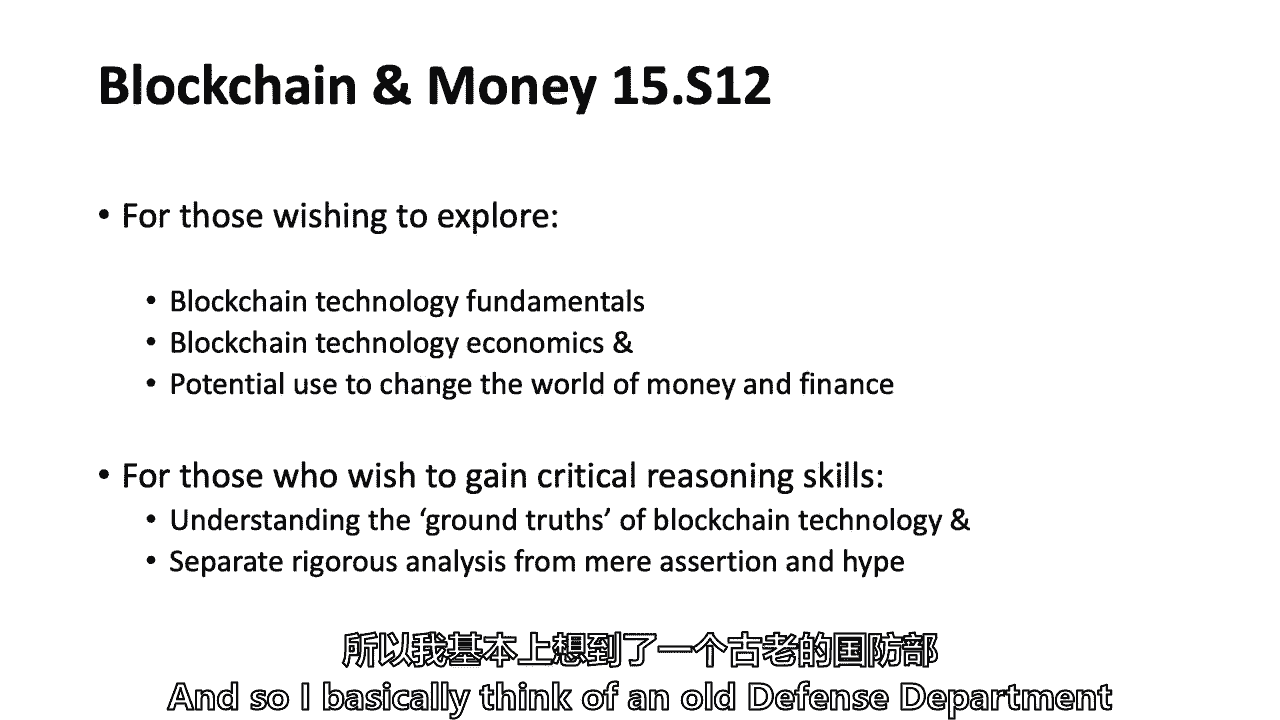 Blockchain & Money 15.S12
• For those wishing to explore:
• Blockchain technology fundamentals
• Blockchain technology economics &
• Potential use to change the world of money and finance
• For those who wish to gain critical reasoning skills:
• Understanding the ‘ground truths’ of blockchain technology &
• Separate rigorous analysis from mere assertion and hype
所以我基本上想到了一个古老的国防部
And so I basically think of an old Defense Department